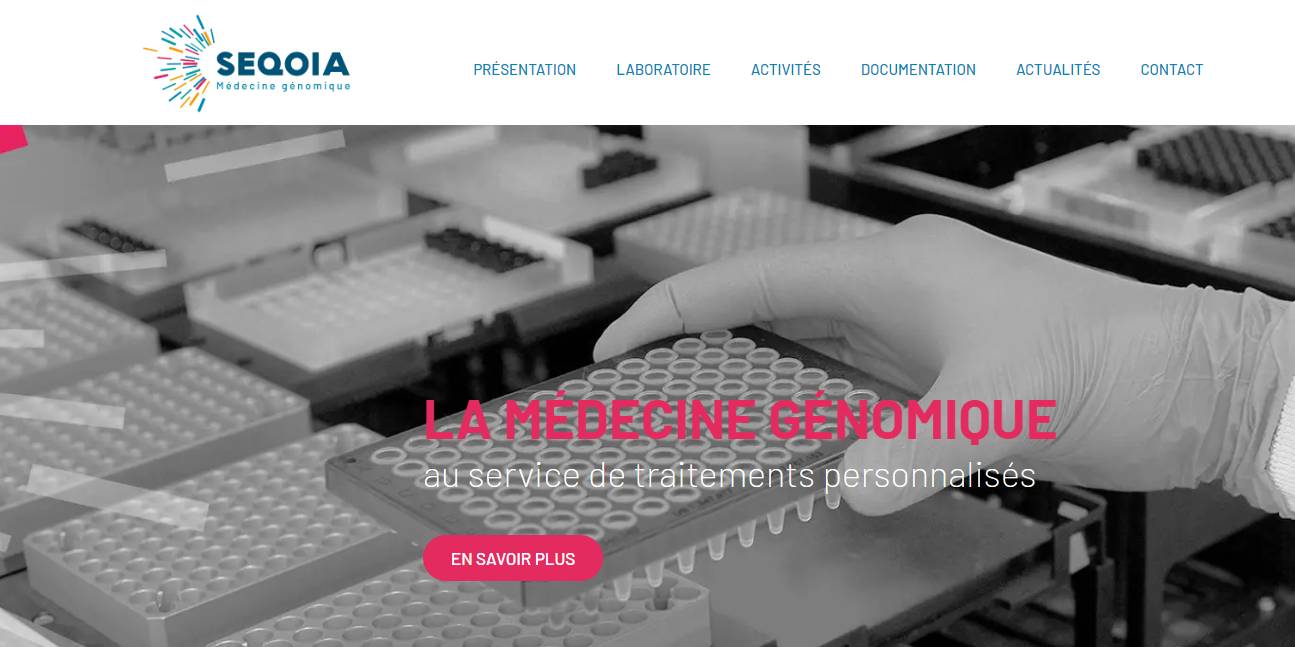 SEQOIA
Médecine génomique
PRÉSENTATION LABORATOIRE ACTIVITÉS DOCUMENTATION ACTUALITÉS CONTACT
LA MÉDECINE GÉNOMIQUE
au service de traitements personnalisés
EN SAVOIR PLUS